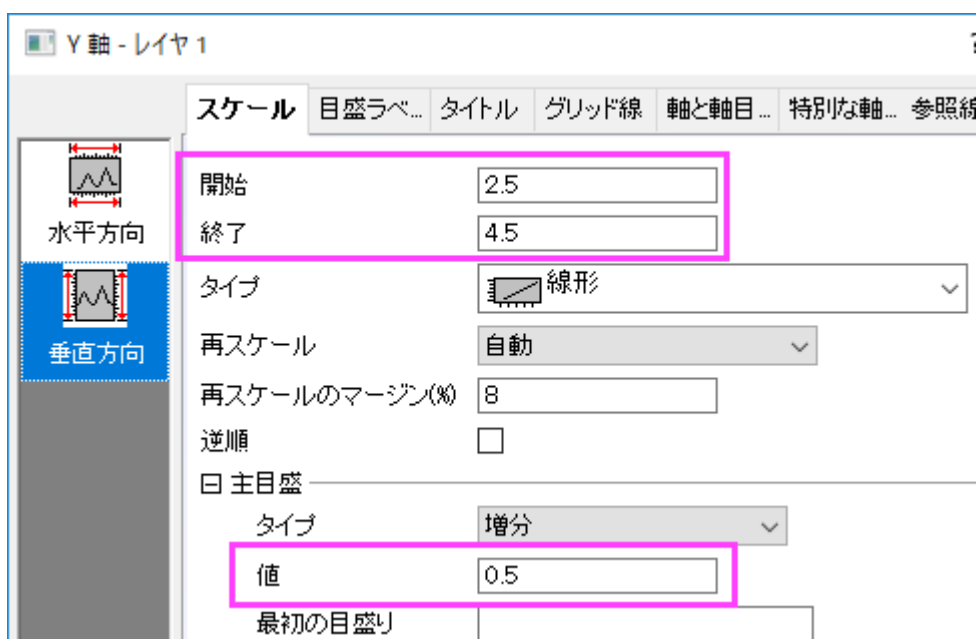 Y 軸 - レイヤ 1
スケール 目盛ラベ... タイトル グリッド線 軸と軸目... 特別な軸... 参照線
水平方向
垂直方向
開始 2.5
終了 4.5
タイプ 線形
再スケール 自動
再スケールのマージン(%) 8
逆順
主目盛
タイプ 増分
値 0.5
最初の目盛り